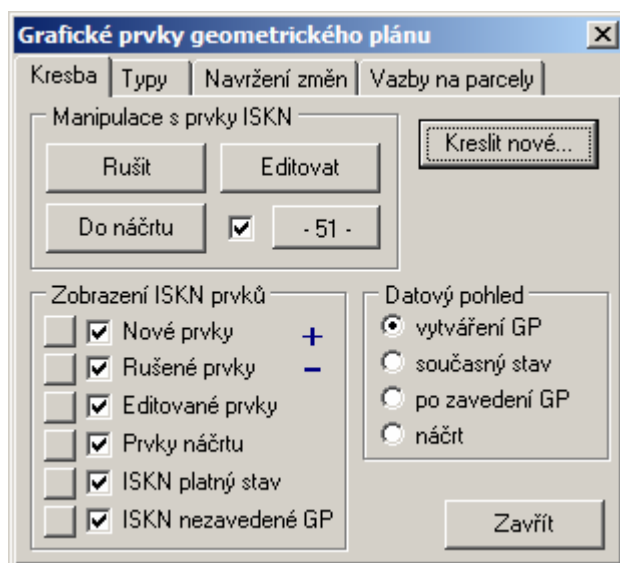 Grafické prvky geometrického plánu
Kresba Typy Navržení změn Vazby na parcely
Manipulace s prvky ISKN
Rušit Editovat
Kreslit nové...
Do náčrtu - 51 -
Zobrazení ISKN prvků
Nové prvky +
Rušené prvky -
Editované prvky
Prvky náčrtu
ISKN platný stav
ISKN nezavedené GP
Datový pohled
vytváření GP
současný stav
po zavedení GP
náčrt
Zavřít